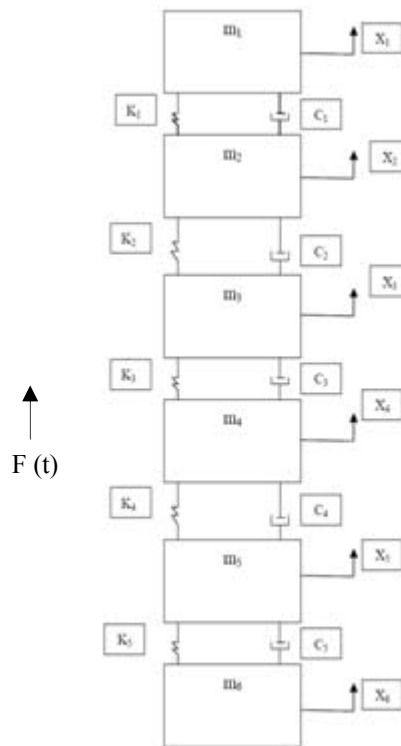 m₁
X₁
K₁
C₁
m₂
X₂
K₂
C₂
m₃
X₃
K₃
C₃
m₄
X₄
F (t)
K₄
C₄
m₅
X₅
K₅
C₅
m₆
X₆